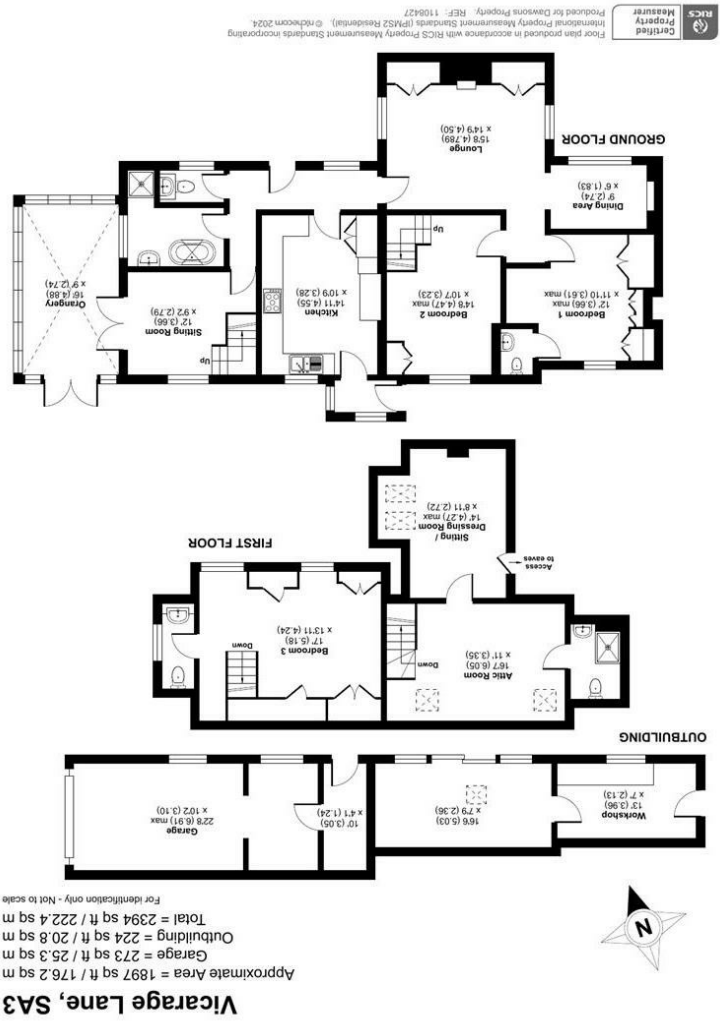 Vicarage Lane, SA3
Approximate Area = 1897 sq ft / 176.2 sq m
Garage = 273 sq ft / 25.3 sq m
Outbuilding = 224 sq ft / 20.8 sq m
Total = 2394 sq ft / 222.4 sq m
For identification only - Not to scale
N
Workshop
13' (3.96)
x 7' (2.13)
16'6 (5.03)
x 7'9 (2.36)
10' (3.05)
x 4'1 (1.24)
Garage
22'8 (6.91) max
x 10'2 (3.10)
OUTBUILDING
Attic Room
16'7 (6.05)
x 11' (3.35)
Down
Bedroom 3
17' (5.18)
x 13'11 (4.24)
Down
Access
to eaves
Sitting /
Dressing Room
14' (4.27) max
x 8'11 (2.72)
FIRST FLOOR
Bedroom 1
12' (3.66) max
x 11'10 (3.61) max
Bedroom 2
14'8 (4.47) max
x 10'7 (3.23)
Up
Kitchen
14'11 (4.55)
x 10'9 (3.28)
Up
Sitting Room
12' (3.66)
x 9'2 (2.79)
Orangery
16' (4.88)
x 9' (2.74)
Dining Area
9' (2.74)
x 6' (1.83)
Lounge
15'8 (4.789)
x 14'9 (4.50)
GROUND FLOOR
RICS
Certified
Property
Measurer
Floor plan produced in accordance with RICS Property Measurement Standards incorporating
International Property Measurement Standards (IPMS2 Residential). © nichecom 2024.
Produced for Dawsons Property. REF: 1108427